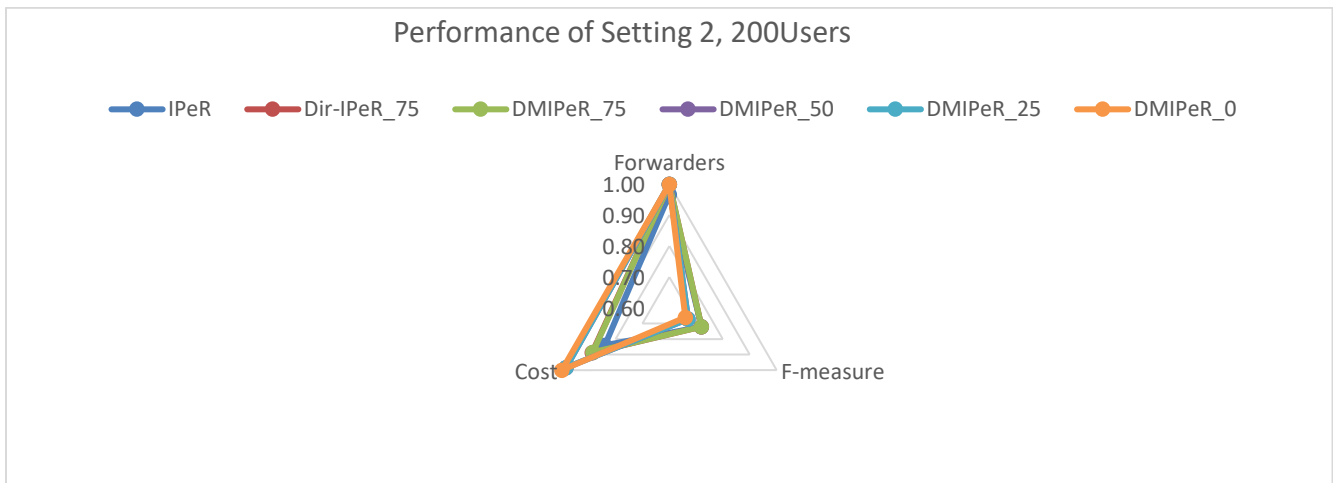 Performance of Setting 2, 200Users
IPeR Dir-IPeR_75 DMIPeR_75 DMIPeR_50 DMIPeR_25 DMIPeR_0
Forwarders
1.00
0.90
0.80
0.70
0.60
Cost F-measure